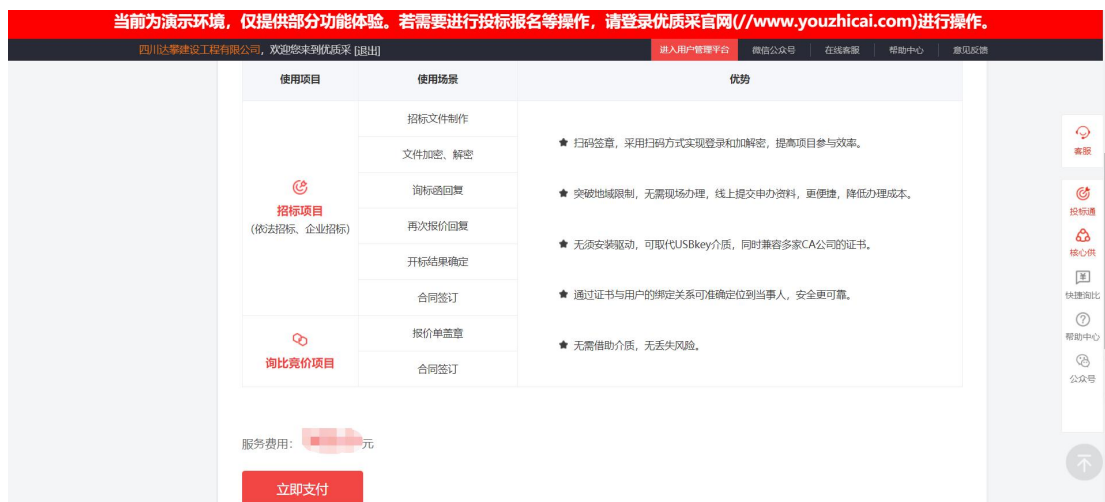 当前为演示环境，仅提供部分功能体验。若需要进行投标报名等操作，请登录优质采官网(//www.youzhicai.com)进行操作。
四川达攀建设工程有限公司，欢迎您来到优质采 [退出]
进入用户管理平台 微信公众号 在线客服 帮助中心 意见反馈
使用项目 使用场景 优势
招标项目
(依法招标、企业招标)
招标文件制作
文件加密、解密
询标函回复
再次报价回复
开标结果确定
合同签订
询比竞价项目
报价单盖章
合同签订
★ 扫码签章，采用扫码方式实现登录和加解密，提高项目参与效率。
★ 突破地域限制，无需现场办理，线上提交申办资料，更便捷，降低办理成本。
★ 无须安装驱动，可取代USBkey介质，同时兼容多家CA公司的证书。
★ 通过证书与用户的绑定关系可准确定位到当事人，安全更可靠。
★ 无需借助介质，无丢失风险。
服务费用：
元
立即支付
客服
投标通
核心供
快捷询比
帮助中心
公众号